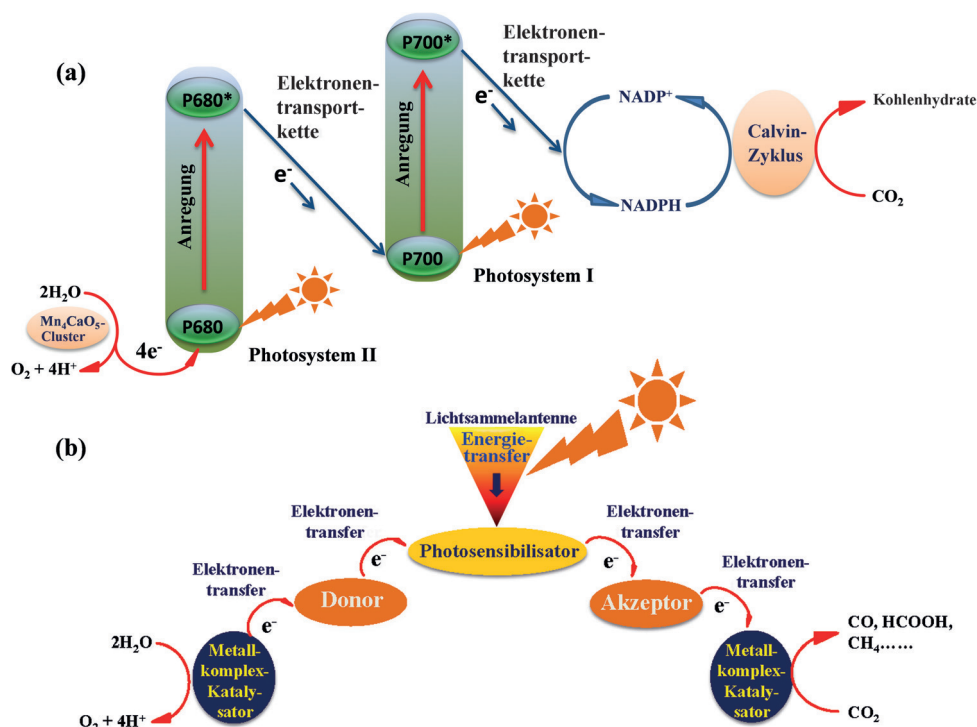 (a)
P680*
Anregung
P680
Photosystem II
2H₂O
Mn₄CaO₅-
Cluster
O₂ + 4H⁺
4e⁻
Elektronen-
transport-
kette
e⁻
P700*
Anregung
P700
Photosystem I
Elektronen-
transport-
kette
e⁻
NADP⁺
NADPH
Calvin-
Zyklus
Kohlenhydrate
CO₂
(b)
Lichtsammelantenne
Energie-
transfer
Photosensibilisator
Elektronen-
transfer
e⁻
Donor
Elektronen-
transfer
e⁻
2H₂O
Metall-
komplex-
Kataly-
sator
O₂ + 4H⁺
Elektronen-
transfer
e⁻
Akzeptor
Elektronen-
transfer
e⁻
Metall-
komplex-
Kataly-
sator
CO, HCOOH,
CH₄……
CO₂